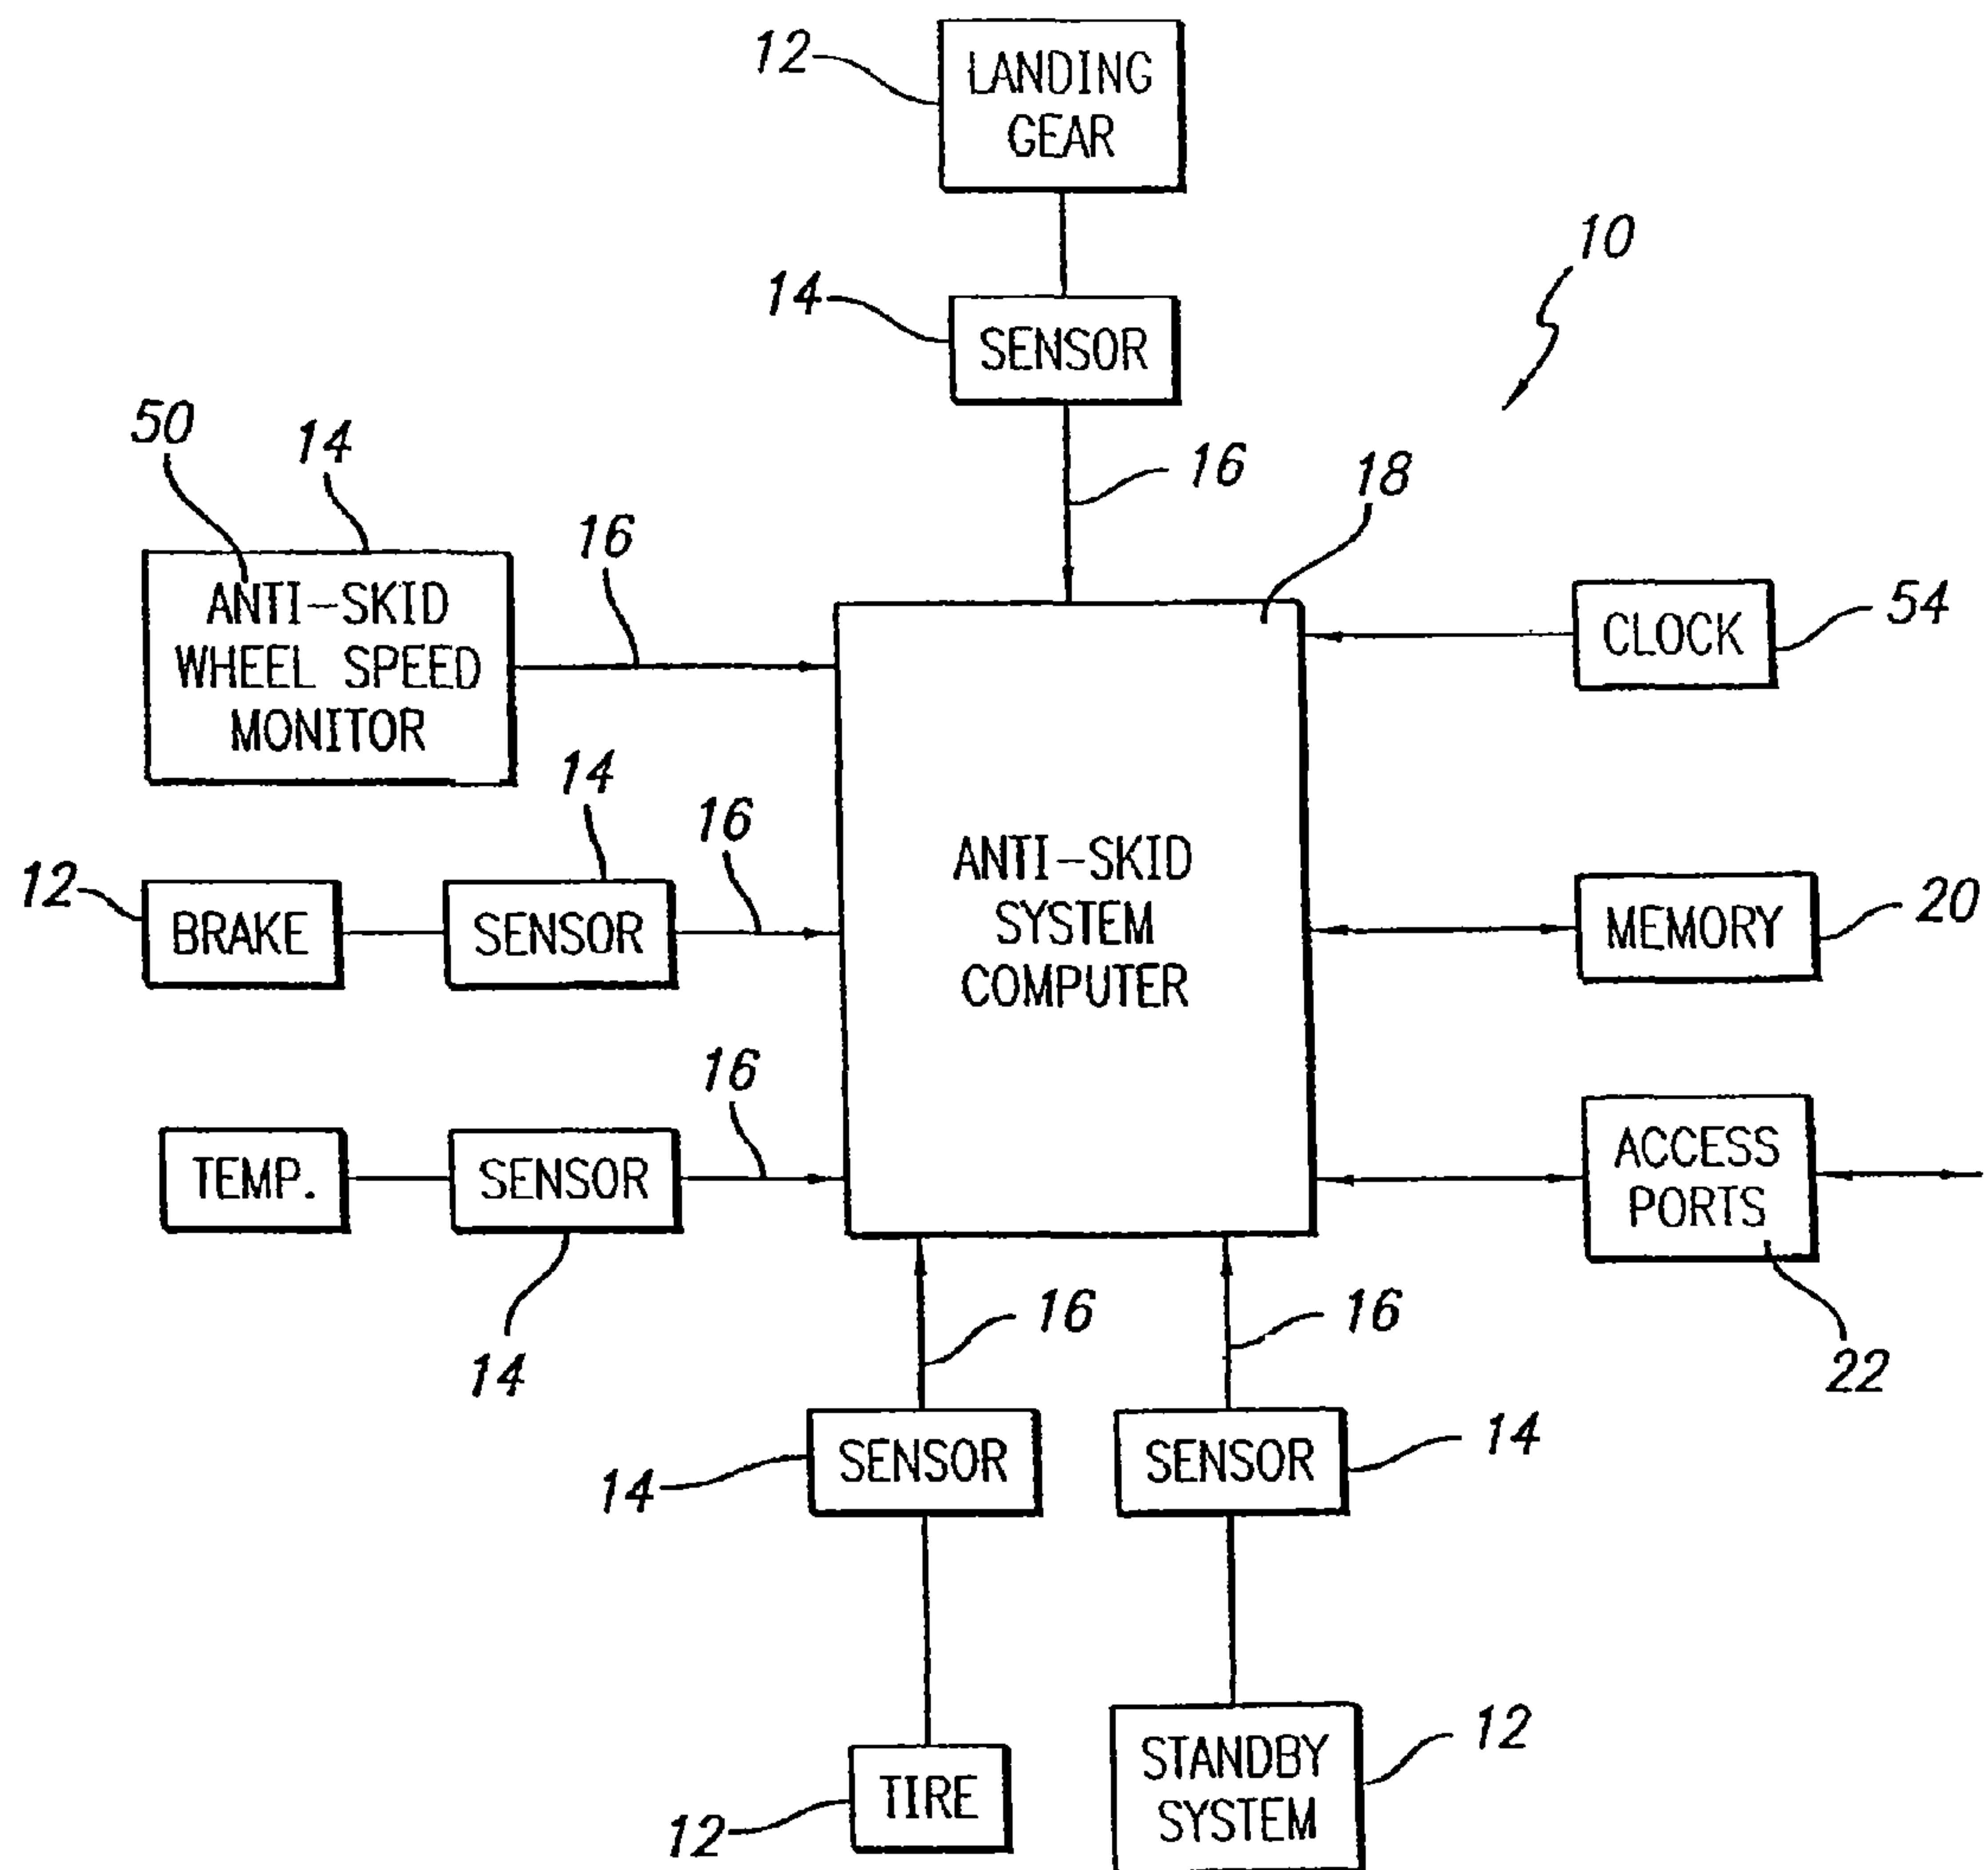 12
LANDING
GEAR
10
14
SENSOR
50
14
16
18
16
ANTI-SKID
WHEEL SPEED
MONITOR
CLOCK
54
14
16
12
BRAKE
SENSOR
ANTI-SKID
SYSTEM
COMPUTER
MEMORY
20
16
TEMP.
SENSOR
ACCESS
PORTS
14
16
16
22
14
SENSOR
SENSOR
14
12
TIRE
STANDBY
SYSTEM
12